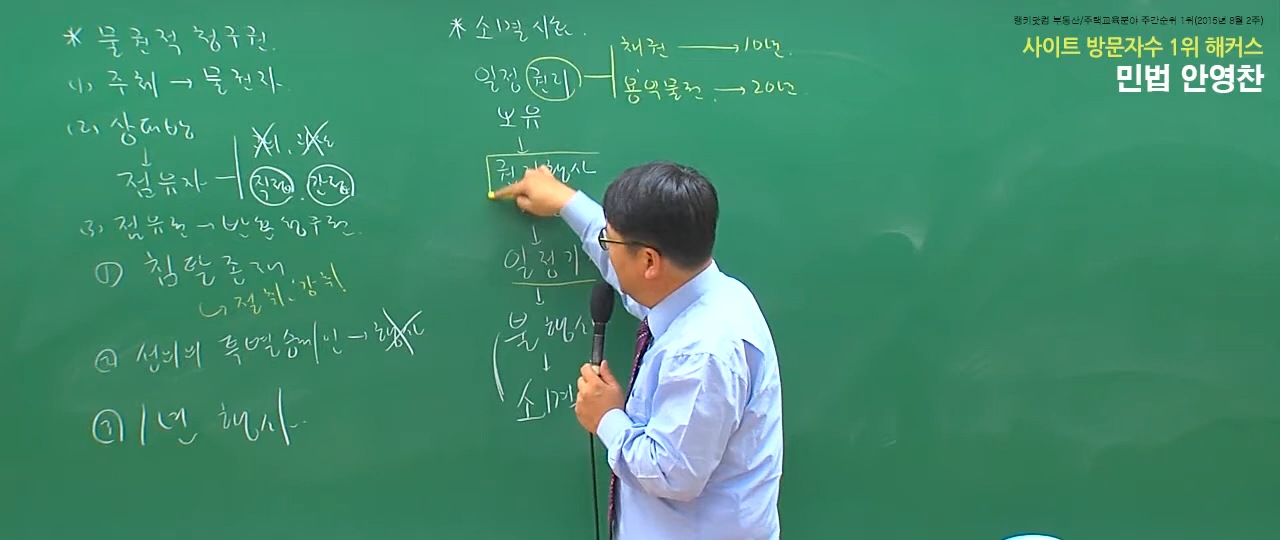 랭키닷컴 부동산/주택교육분야 주간순위 1위(2015년 8월 2주)
사이트 방문자수 1위 해커스
민법 안영찬
* 물권적 청구권.
(1) 주체 → 물권자
(2) 상대방
↓
점유자
직접 간접
(3) 점유권 → 반환청구권.
① 침탈존재
↳ 절취, 강취!
② 선의의 특별승계인 → 행사
③ 1년 행사
* 소멸시효.
일정 권리
채권 → 10년.
용익물권. → 20년.
보유
↓
권리행사
↓
일정기
↓
불행사
↓
소멸